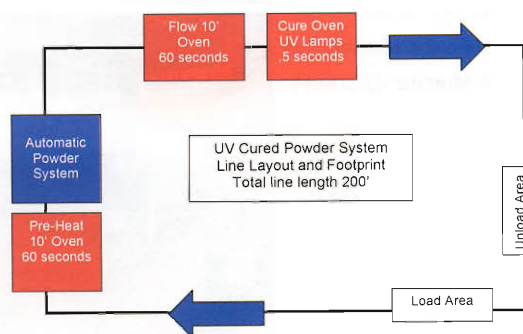 Flow 10'
Oven
60 seconds
Cure Oven
UV Lamps
.5 seconds
Automatic
Powder
System
UV Cured Powder System
Line Layout and Footprint
Total line length 200'
Unload Area
Pre-Heat
10' Oven
60 seconds
Load Area